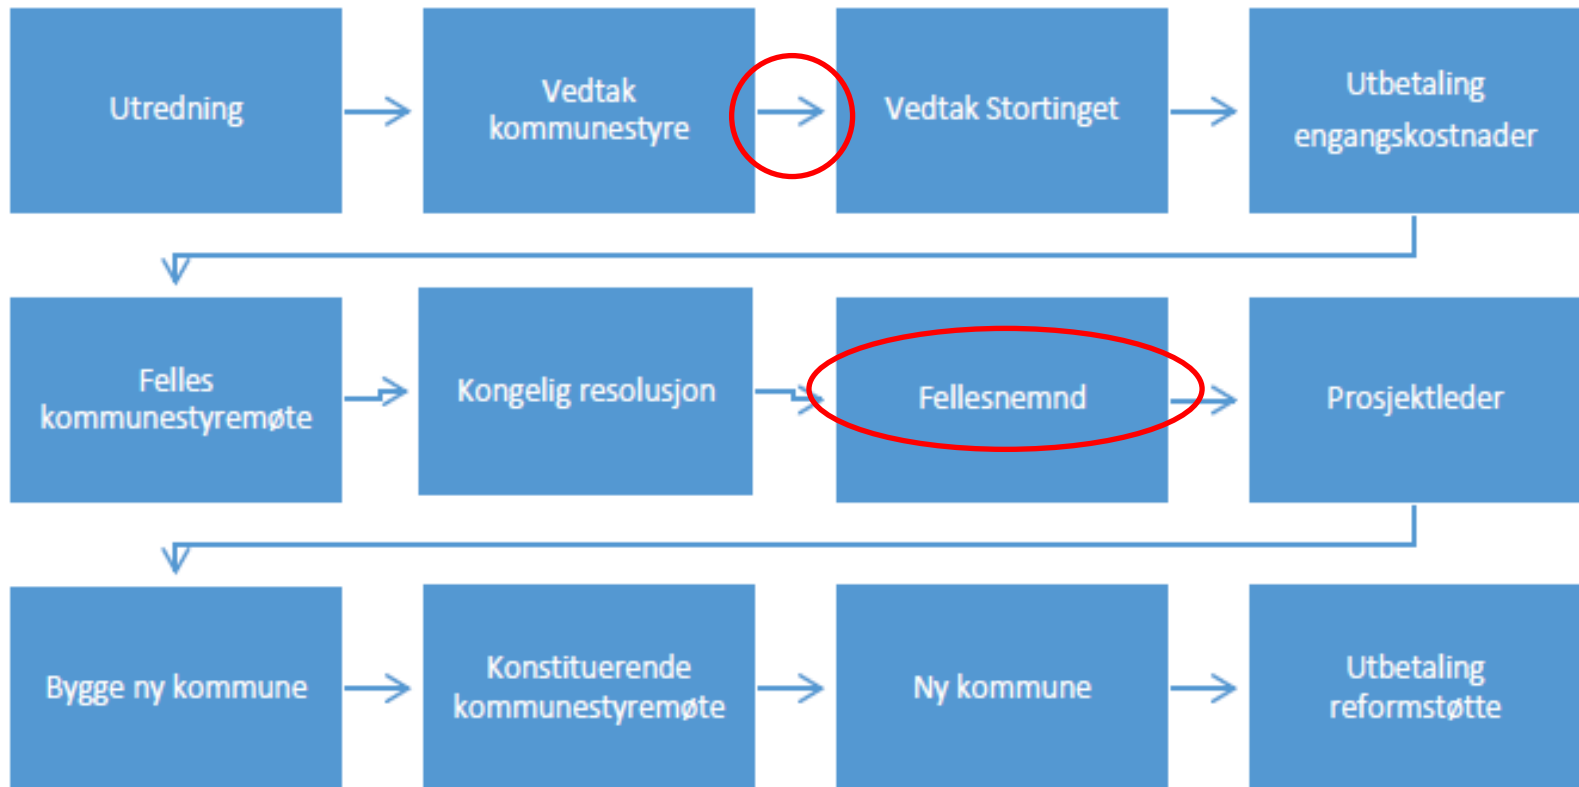 Utredning
Vedtak
kommunestyre
Vedtak Stortinget
Utbetaling
engangskostnader
Felles
kommunestyremøte
Kongelig resolusjon
Fellesnemnd
Prosjektleder
Bygge ny kommune
Konstituerende
kommunestyremøte
Ny kommune
Utbetaling
reformstøtte